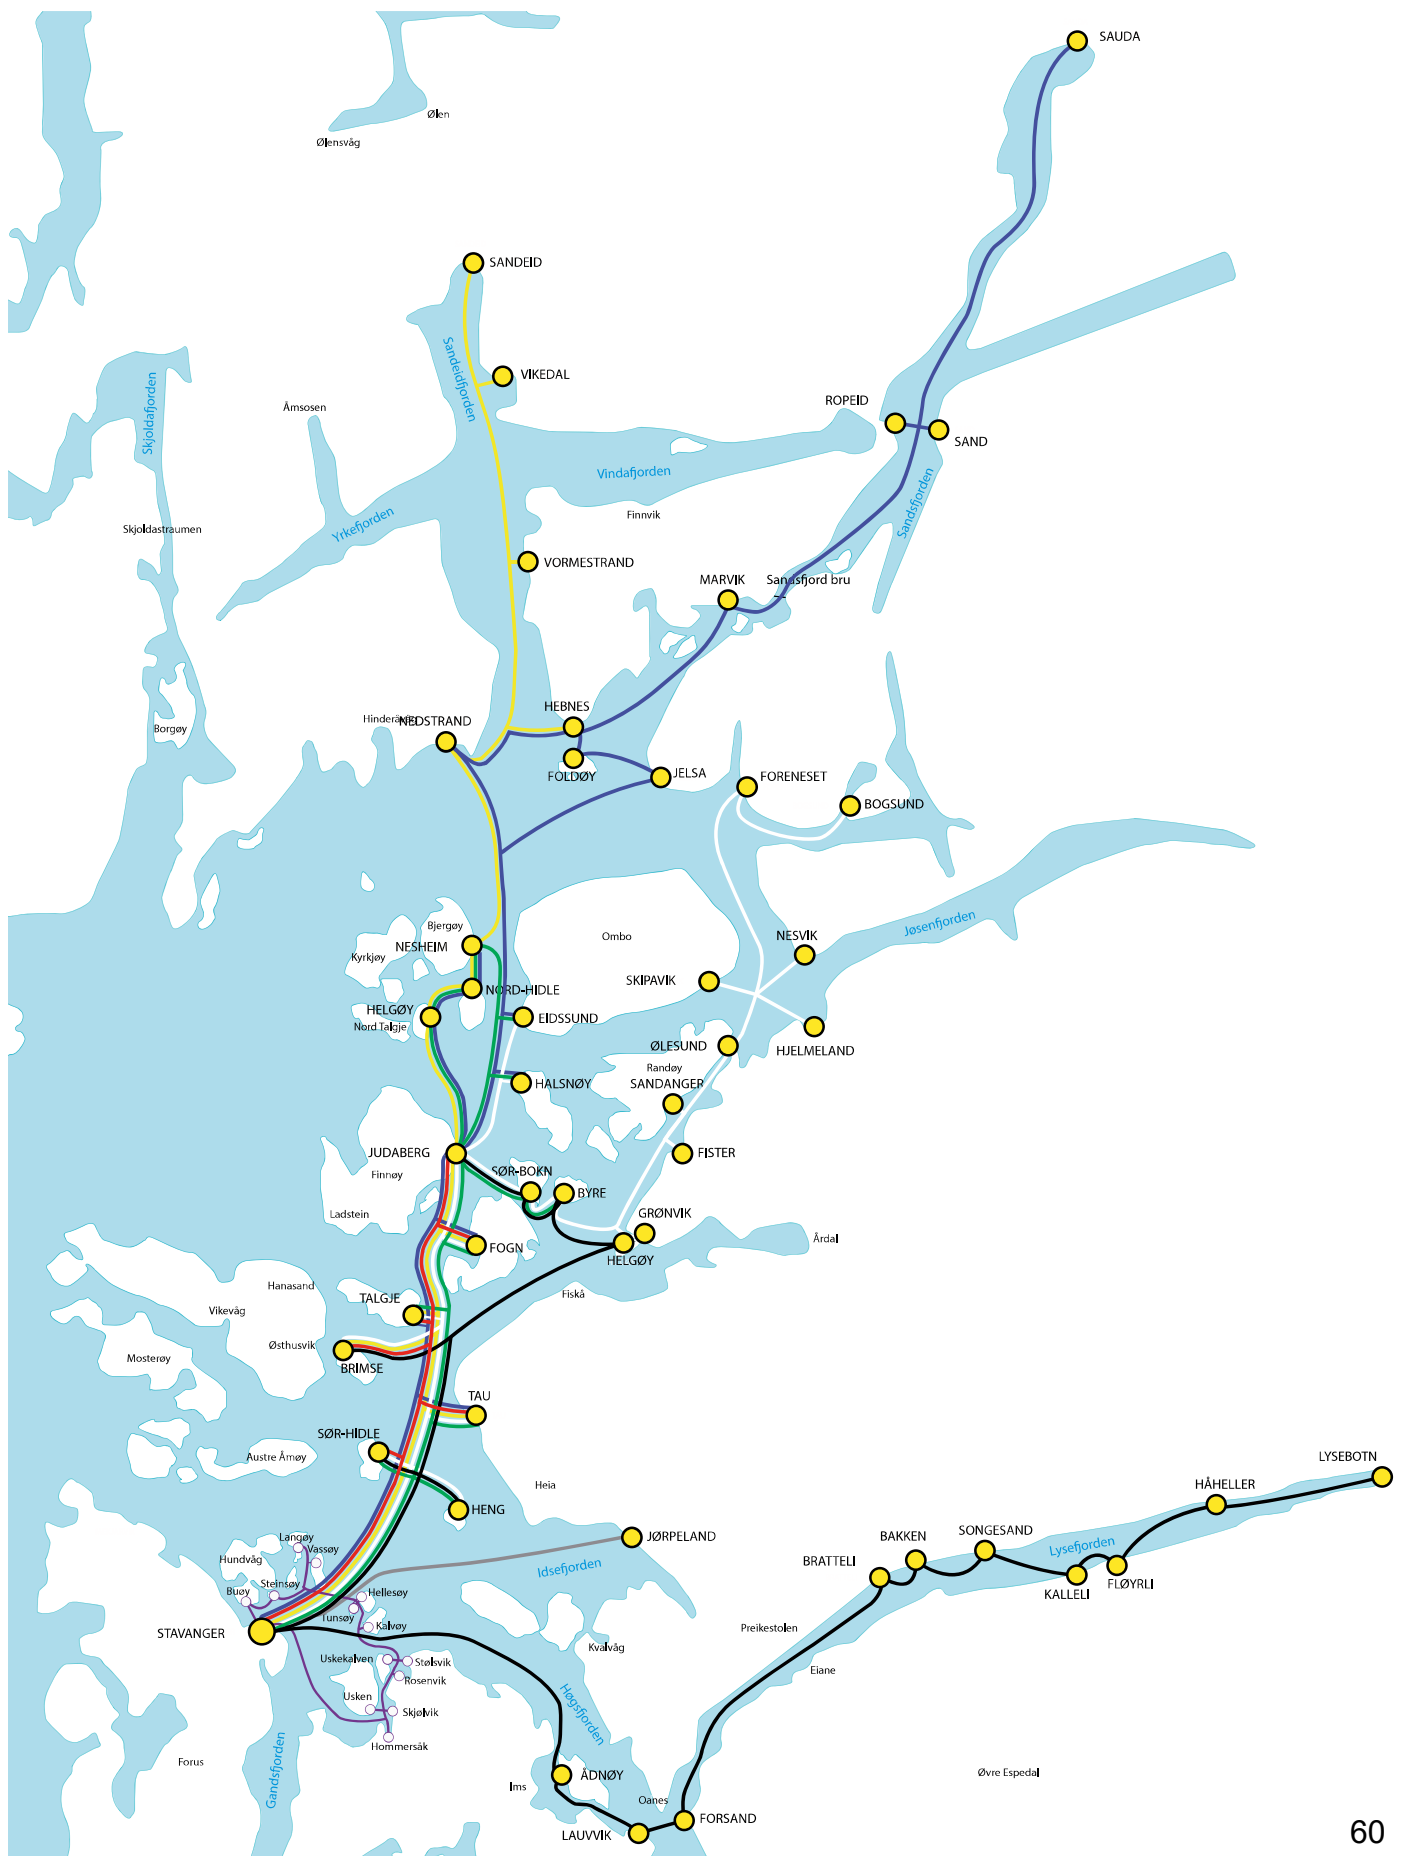 SAUDA
Ølen
Ølensvåg
SANDEID
Sandeidfjorden
VIKEDAL
Skjoldafjorden
Åmsosen
ROPEID
SAND
Vindafjorden
Sandsfjorden
Finnvik
Yrkefjorden
Skjoldastraumen
VORMESTRAND
MARVIK
Sandsfjord bru
HEBNES
NEDSTRAND
Borgøy
FOLDØY
JELSA
FORENESET
BOGSUND
Jøsenfjorden
Bjergøy
Ombo
NESVIK
NESHEIM
Kyrkjøy
SKIPAVIK
NORD-HIDLE
HELGØY
EIDSSUND
Nord Talgje
ØLESUND
HJELMELAND
Randøy
HALSNØY
SANDANGER
JUDABERG
FISTER
Finnøy
SØR-BOKN
BYRE
Ladstein
GRØNVIK
Årdal
FOGN
HELGØY
Hanasand
Fiskå
TALGJE
Vikevåg
Østhusvik
Mosterøy
BRIMSE
TAU
SØR-HIDLE
Austre Åmøy
LYSEBOTN
Heia
HÅHELLER
HENG
Langøy
JØRPELAND
SONGESAND
BAKKEN
Vassøy
Hundvåg
Lysefjorden
BRATTELI
Idsefjorden
FLØYRLI
Steinsøy
KALLELI
Buøy
Hellesøy
Tunsøy
Kalvøy
STAVANGER
Preikestolen
Kvalvåg
Uskekalven
Stølsvik
Eiane
Rosenvik
Usken
Høgsfjorden
Skjølvik
Hommersåk
Forus
Gandsfjorden
ÅDNØY
Ims
Øvre Espedal
Oanes
FORSAND
LAUVVIK
60